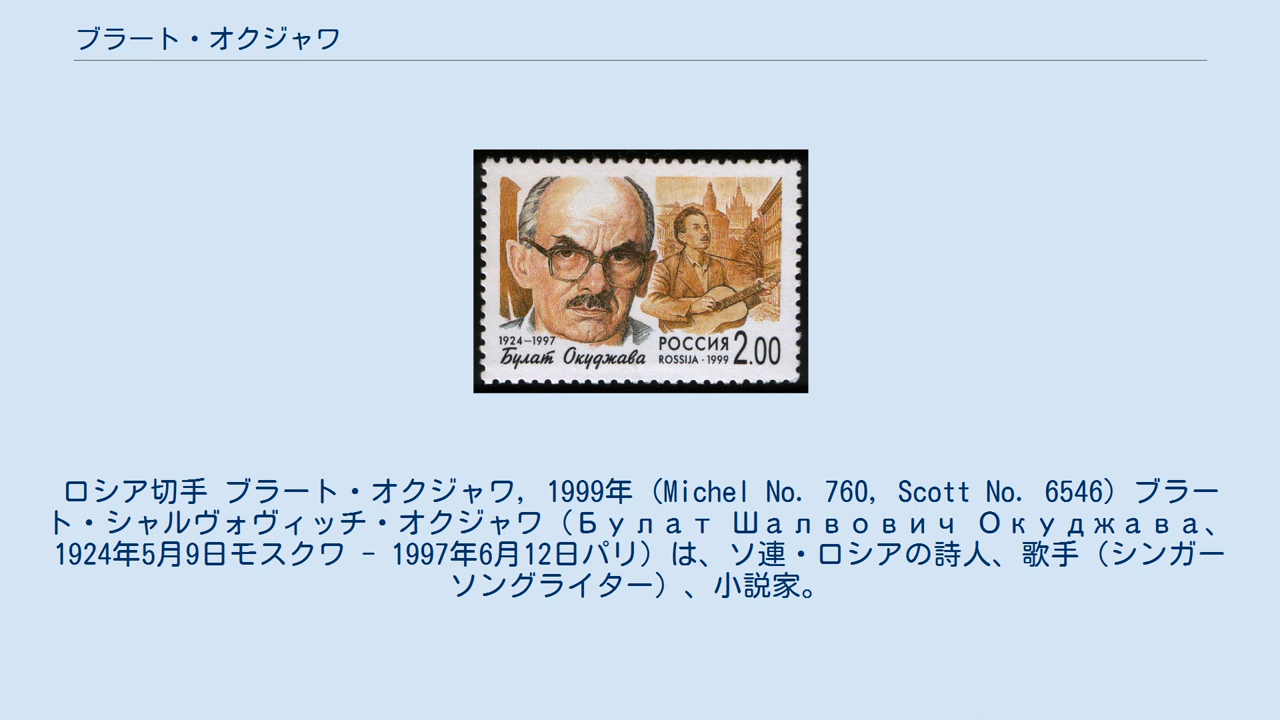 ブラート・オクジャワ
1924–1997
Булат Окуджава
РОССИЯ
ROSSIJA · 1999
2.00
ロシア切手 ブラート・オクジャワ, 1999年 (Michel No. 760, Scott No. 6546) ブラー
ト・シャルヴォヴィッチ・オクジャワ（Булат Шалвович Окуджава、
1924年5月9日モスクワ - 1997年6月12日パリ）は、ソ連・ロシアの詩人、歌手（シンガー
ソングライター）、小説家。